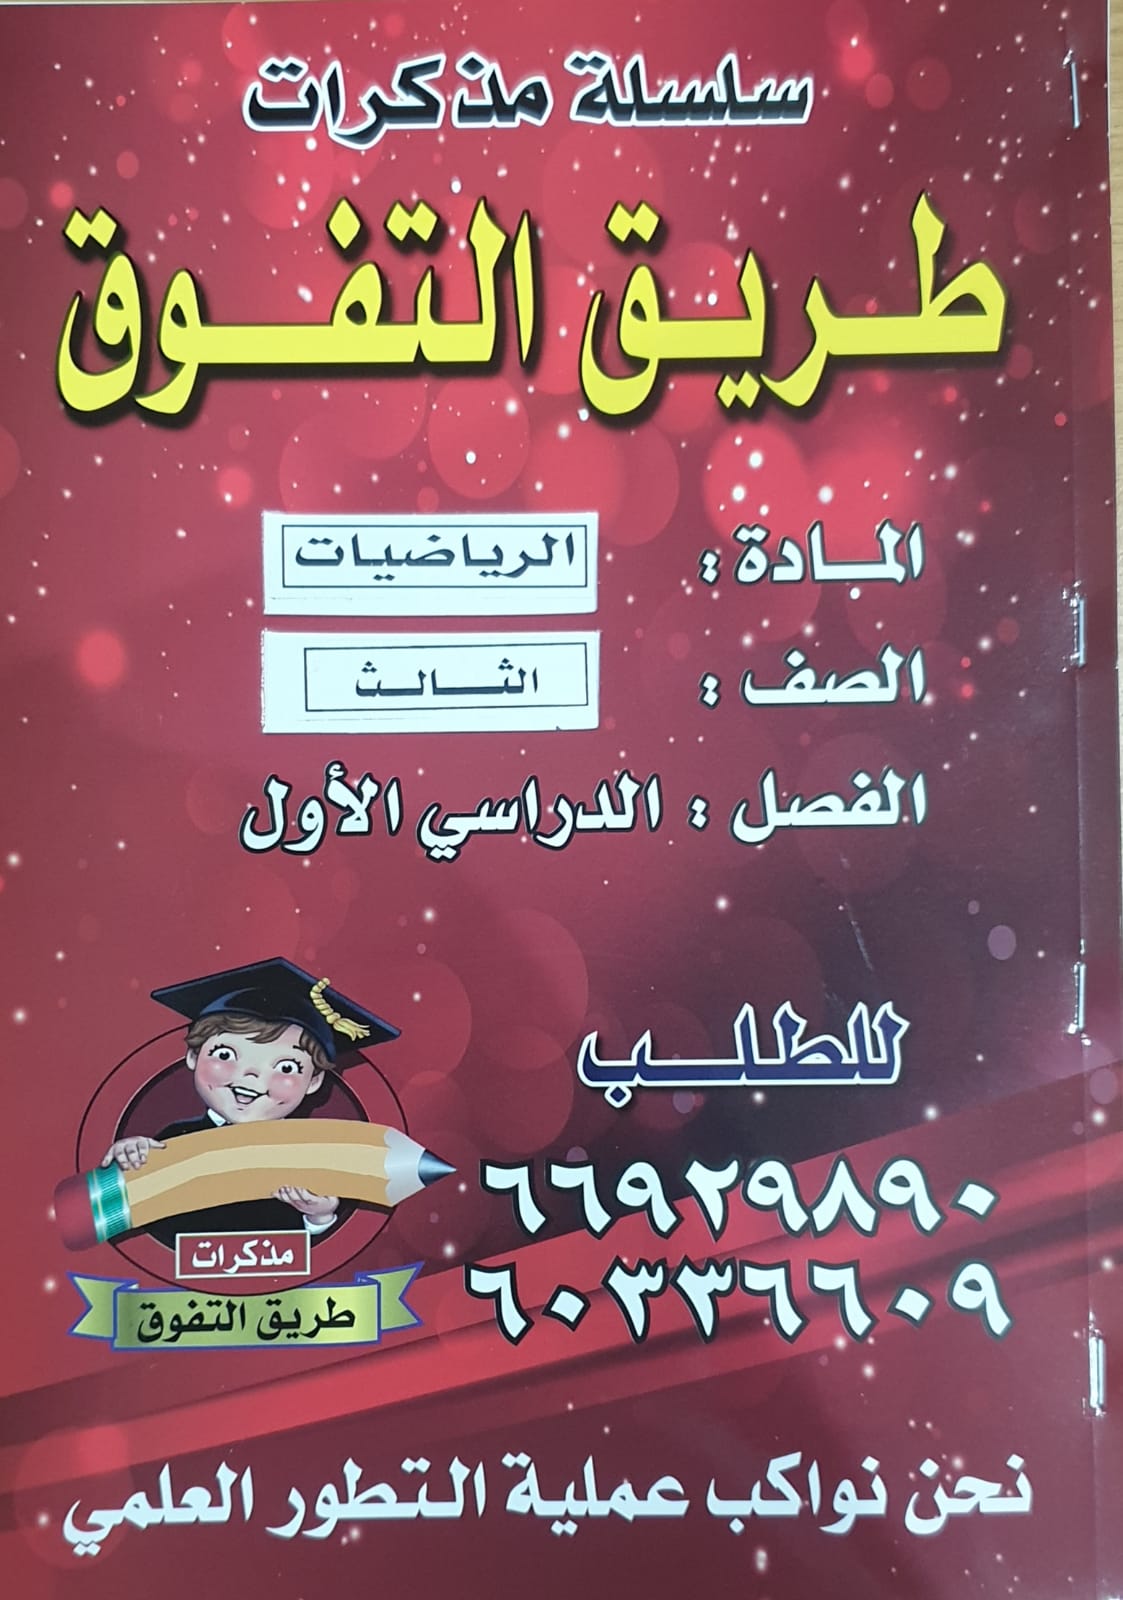 سلسلة مذكرات
طريق التفوق
المادة : الرياضيات
الصف : الثالث
الفصل : الدراسي الأول
للطلب
٦٦٩٢٩٨٩٠
٦٠٣٣٦٦٠٩
مذكرات
طريق التفوق
نحن نواكب عملية التطور العلمي